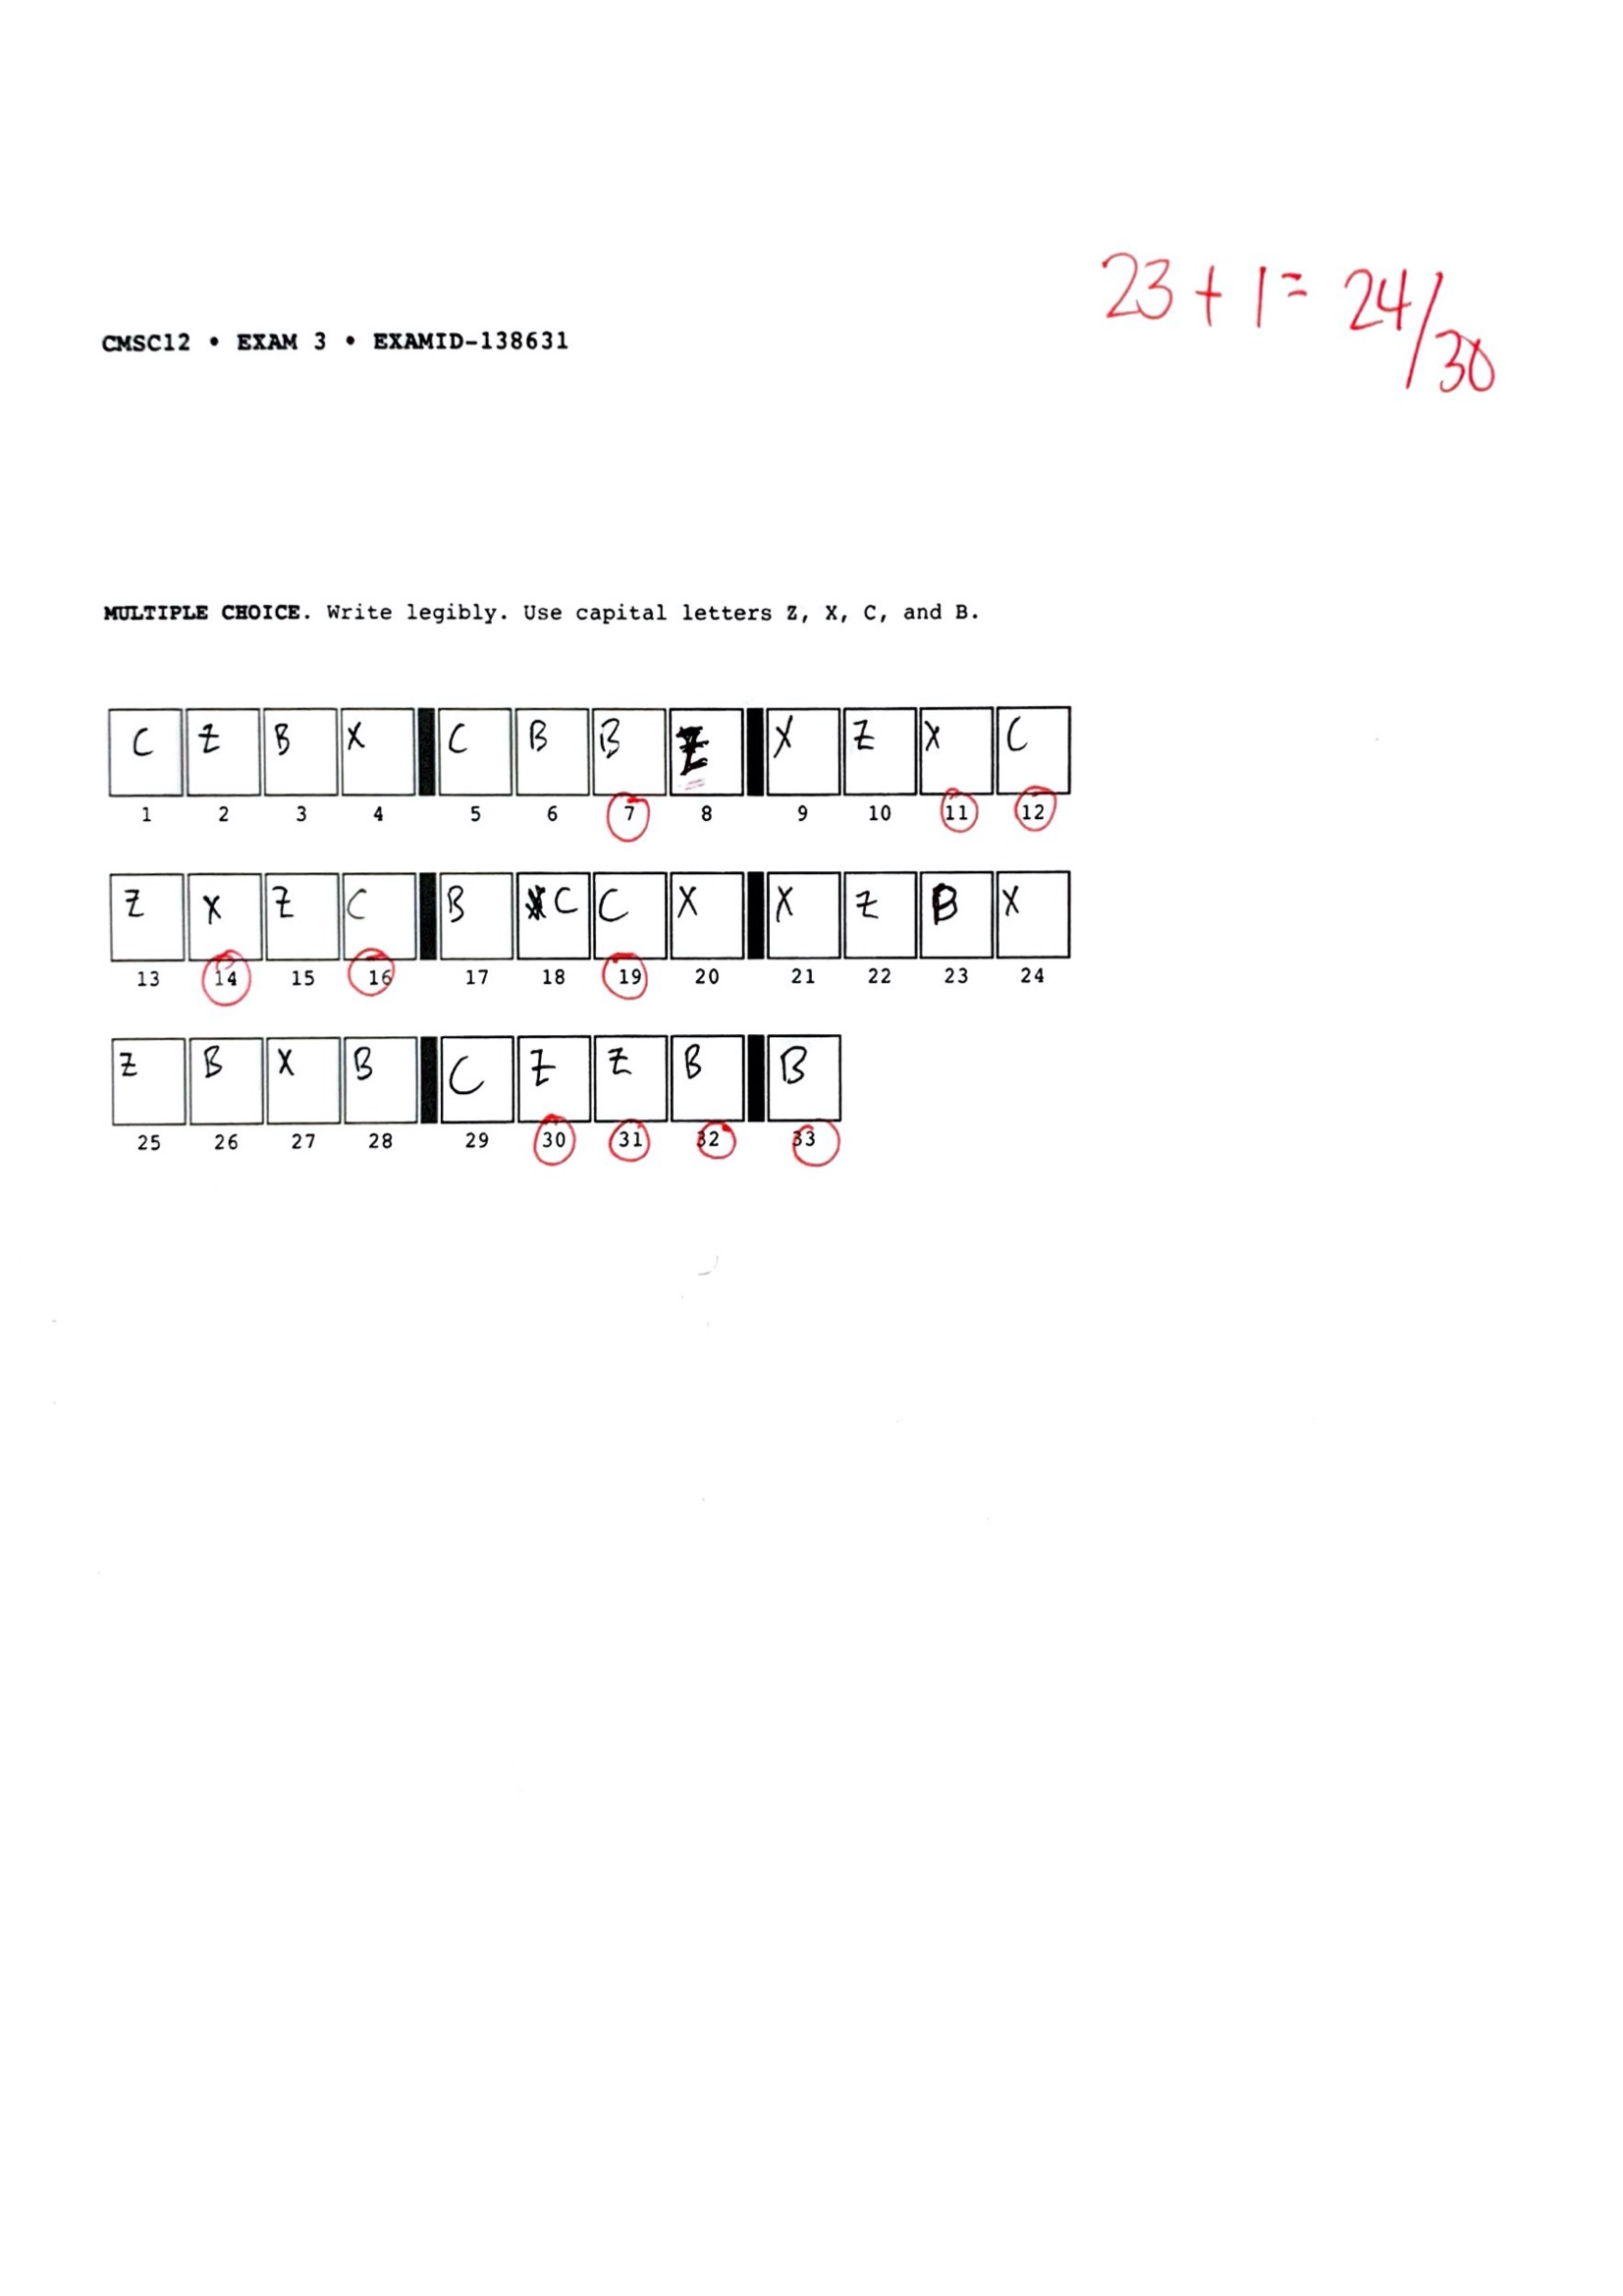 23 + 1 = 24/30
CMSC12 • EXAM 3 • EXAMID-138631
MULTIPLE CHOICE. Write legibly. Use capital letters Z, X, C, and B.
C Z B X C B B Z X Z X C
1 2 3 4 5 6 7 8 9 10 11 12
Z X Z C B C C X X Z B X
13 14 15 16 17 18 19 20 21 22 23 24
Z B X B C Z Z B B
25 26 27 28 29 30 31 32 33